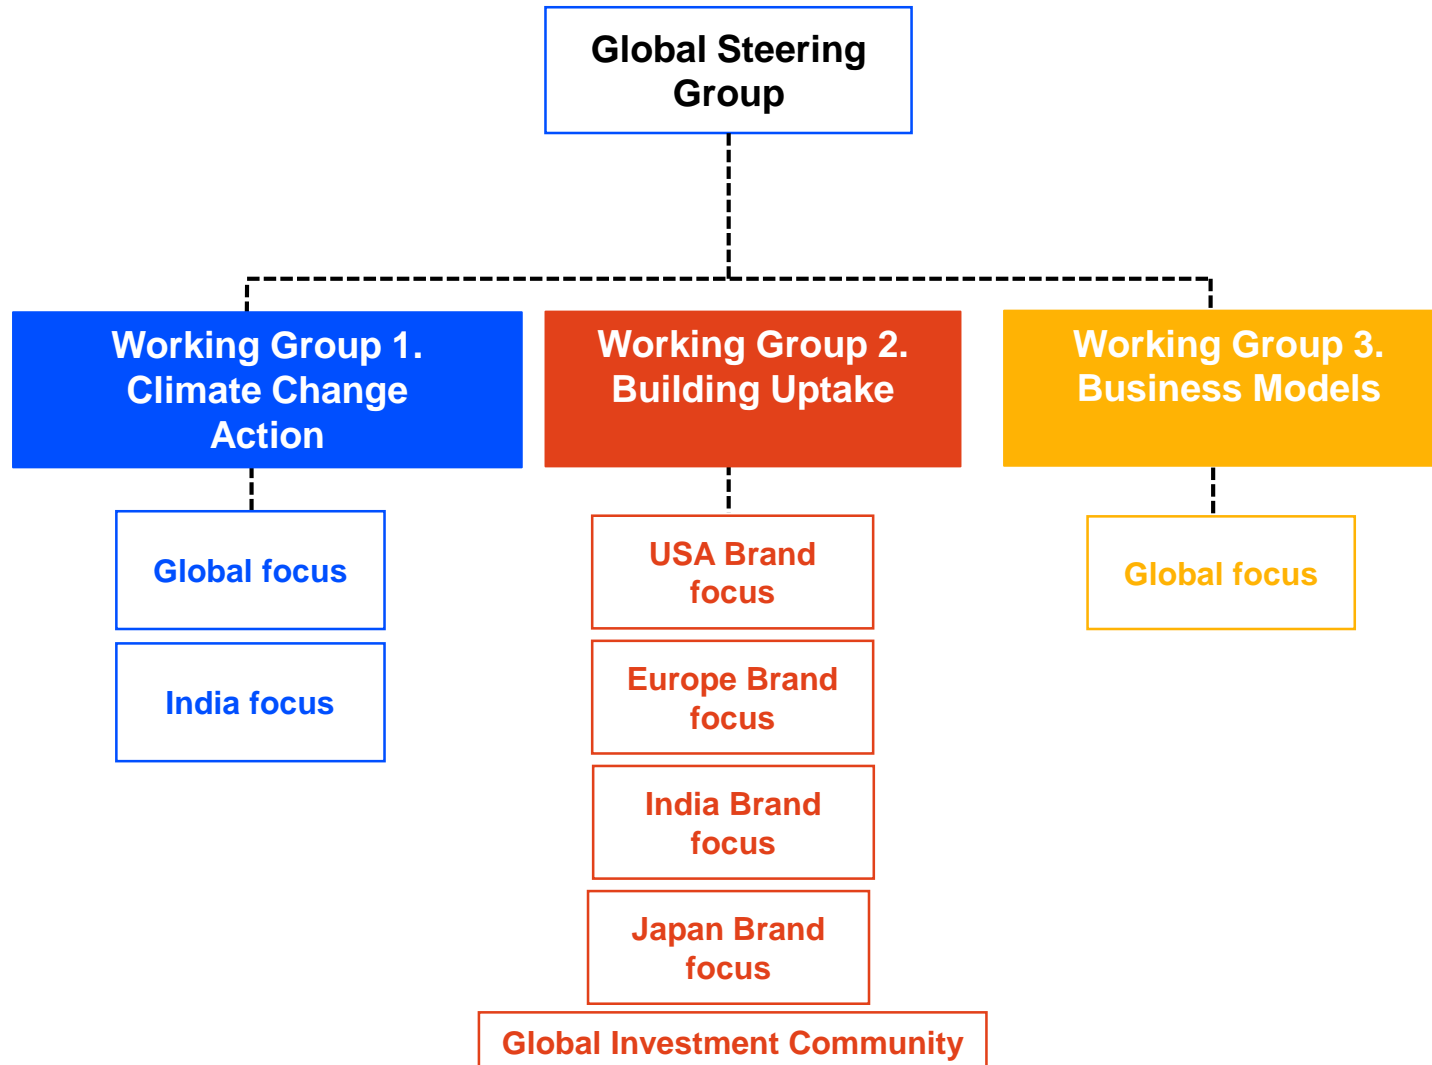 Global Steering
Group
Working Group 1.
Climate Change
Action
Working Group 2.
Building Uptake
Working Group 3.
Business Models
Global focus
India focus
USA Brand
focus
Europe Brand
focus
India Brand
focus
Japan Brand
focus
Global Investment Community
Global focus